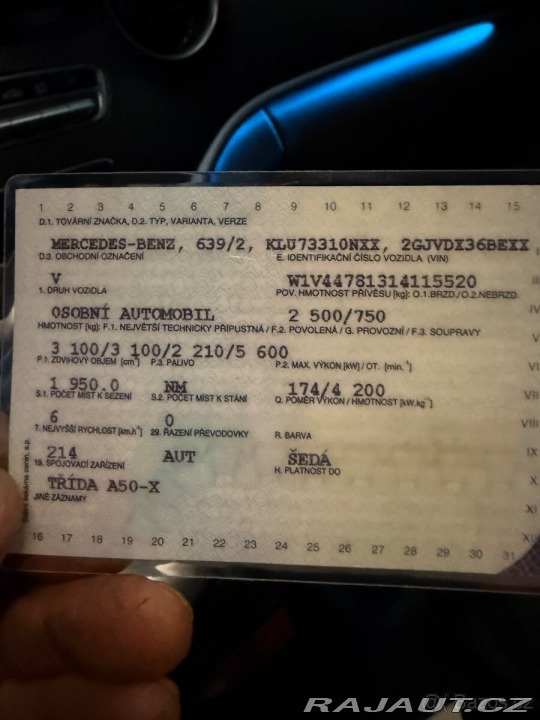 1 2 3 4 5 6 7 8 9 10 11 12 13 14 15
D.1. TOVÁRNÍ ZNAČKA, D.2. TYP, VARIANTA, VERZE
MERCEDES-BENZ, 639/2, KLU73310NXX, 2GJVDX36BEXX
D.3. OBCHODNÍ OZNAČENÍ E. IDENTIFIKAČNÍ ČÍSLO VOZIDLA (VIN)
V W1V44781314115520
1. DRUH VOZIDLA POV. HMOTNOST PŘÍVĚSU [kg]: O.1.BRZD./O.2.NEBRZD.
OSOBNÍ AUTOMOBIL 2 500/750 IV
HMOTNOST [kg]: F.1. NEJVĚTŠÍ TECHNICKY PŘÍPUSTNÁ / F.2. POVOLENÁ / G. PROVOZNÍ / F.3. SOUPRAVY
3 100/3 100/2 210/5 600 V
P.1. ZDVIHOVÝ OBJEM [cm³] P.3. PALIVO P.2. MAX. VÝKON [kW] / OT. [min.⁻¹] VI
1 950.0 NM 174/4 200 VII
S.1. POČET MÍST K SEZENÍ S.2. POČET MÍST K STÁNÍ Q. POMĚR VÝKON / HMOTNOST [kW.kg⁻¹]
6 0 VIII
T. NEJVYŠŠÍ RYCHLOST [km.h⁻¹] 29. ŘAZENÍ PŘEVODOVKY R. BARVA
214 AUT ŠEDÁ IX
19. SPOJOVACÍ ZAŘÍZENÍ H. PLATNOST DO
TŘÍDA A50-X X
JINÉ ZÁZNAMY
XI
16 17 18 19 20 21 22 23 24 25 26 27 28 29 30 31
RAJAUT.CZ